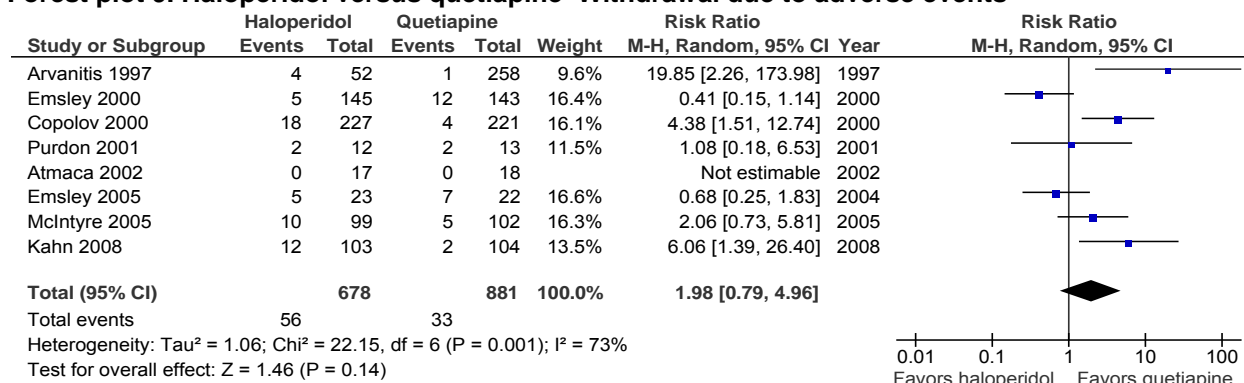 Forest plot 3. Haloperidol versus quetiapine- Withdrawal due to adverse events
Haloperidol Quetiapine Risk Ratio Risk Ratio
Study or Subgroup Events Total Events Total Weight M-H, Random, 95% CI Year M-H, Random, 95% CI
Arvanitis 1997 4 52 1 258 9.6% 19.85 [2.26, 173.98] 1997
Emsley 2000 5 145 12 143 16.4% 0.41 [0.15, 1.14] 2000
Copolov 2000 18 227 4 221 16.1% 4.38 [1.51, 12.74] 2000
Purdon 2001 2 12 2 13 11.5% 1.08 [0.18, 6.53] 2001
Atmaca 2002 0 17 0 18 Not estimable 2002
Emsley 2005 5 23 7 22 16.6% 0.68 [0.25, 1.83] 2004
McIntyre 2005 10 99 5 102 16.3% 2.06 [0.73, 5.81] 2005
Kahn 2008 12 103 2 104 13.5% 6.06 [1.39, 26.40] 2008
Total (95% CI) 678 881 100.0% 1.98 [0.79, 4.96]
Total events 56 33
Heterogeneity: Tau² = 1.06; Chi² = 22.15, df = 6 (P = 0.001); I² = 73%
Test for overall effect: Z = 1.46 (P = 0.14)
0.01 0.1 1 10 100
Favors haloperidol Favors quetiapine